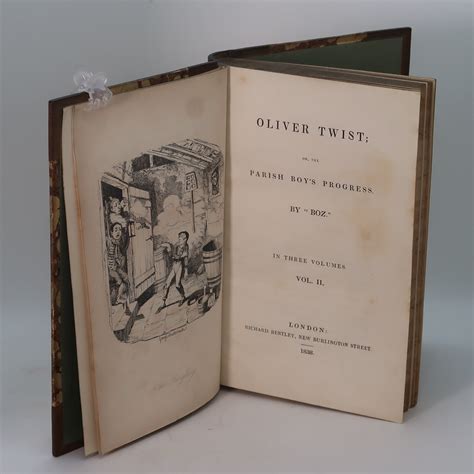 OLIVER TWIST;
OR, THE
PARISH BOY'S PROGRESS.
BY "BOZ."
IN THREE VOLUMES.
VOL. II.
LONDON:
RICHARD BENTLEY, NEW BURLINGTON STREET.
1838.